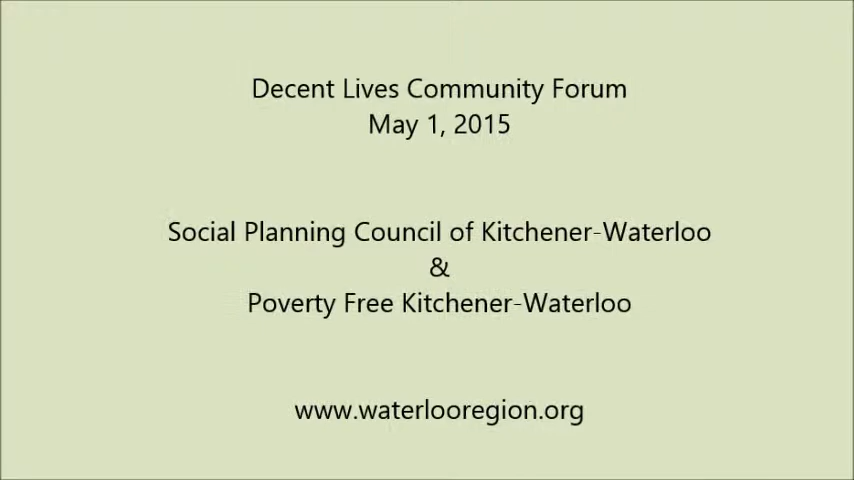 Decent Lives Community Forum
May 1, 2015
Social Planning Council of Kitchener-Waterloo
&
Poverty Free Kitchener-Waterloo
www.waterlooregion.org